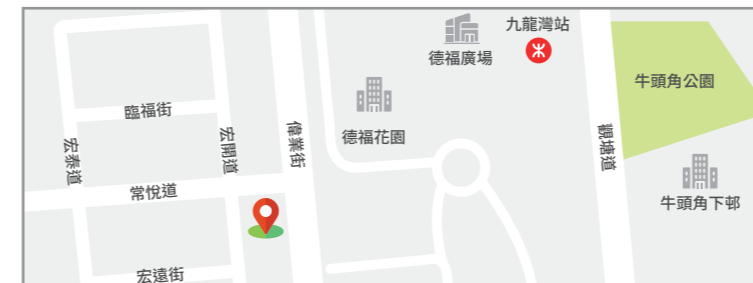 九龍灣站
德福廣場
牛頭角公園
臨福街
德福花園
宏泰道
宏開道
偉業街
觀塘道
常悅道
牛頭角下邨
宏遠街